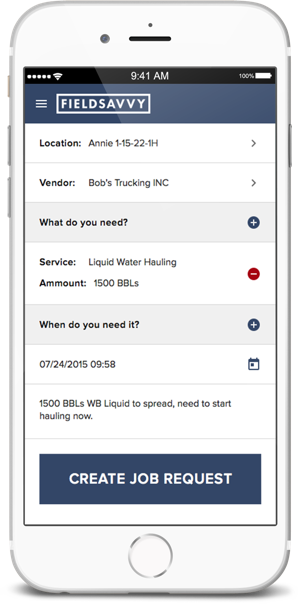 9:41 AM
100%
FIELDSAVVY
Location: Annie 1-15-22-1H
Vendor: Bob's Trucking INC
What do you need?
Service: Liquid Water Hauling
Ammount: 1500 BBLs
When do you need it?
07/24/2015 09:58
1500 BBLs WB Liquid to spread, need to start
hauling now.
CREATE JOB REQUEST